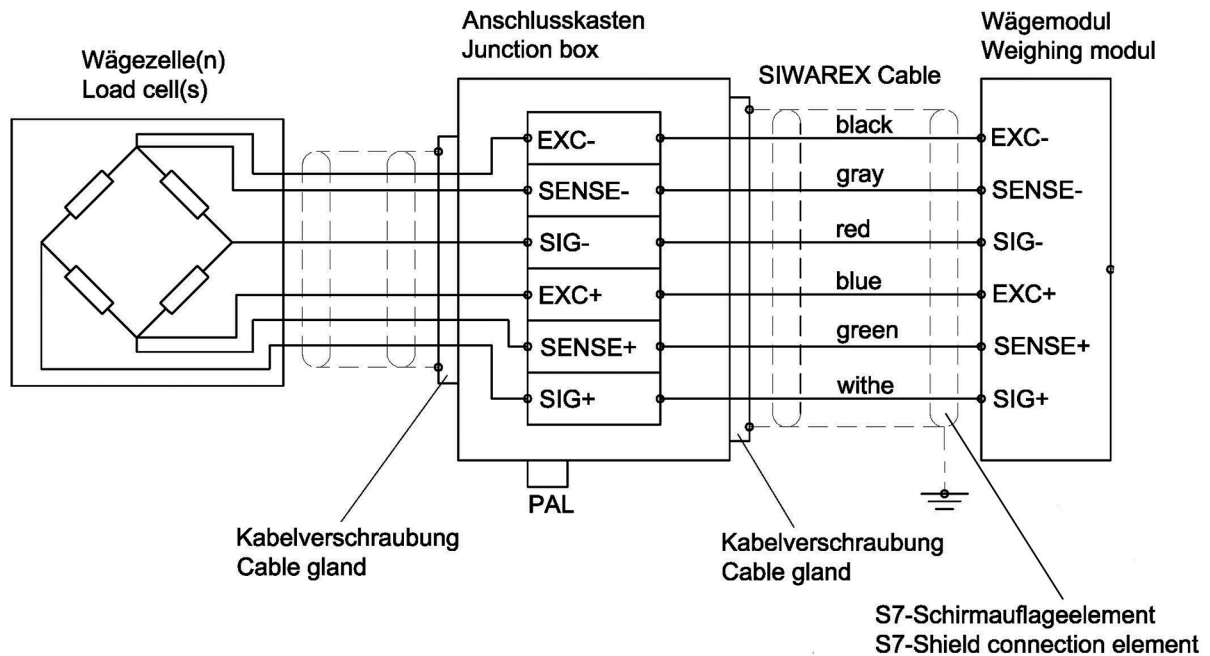 Wägezelle(n)
Load cell(s)
Anschlusskasten
Junction box
SIWAREX Cable
Wägemodul
Weighing modul
EXC-
SENSE-
SIG-
EXC+
SENSE+
SIG+
black
gray
red
blue
green
withe
EXC-
SENSE-
SIG-
EXC+
SENSE+
SIG+
PAL
Kabelverschraubung
Cable gland
Kabelverschraubung
Cable gland
S7-Schirmauflageelement
S7-Shield connection element